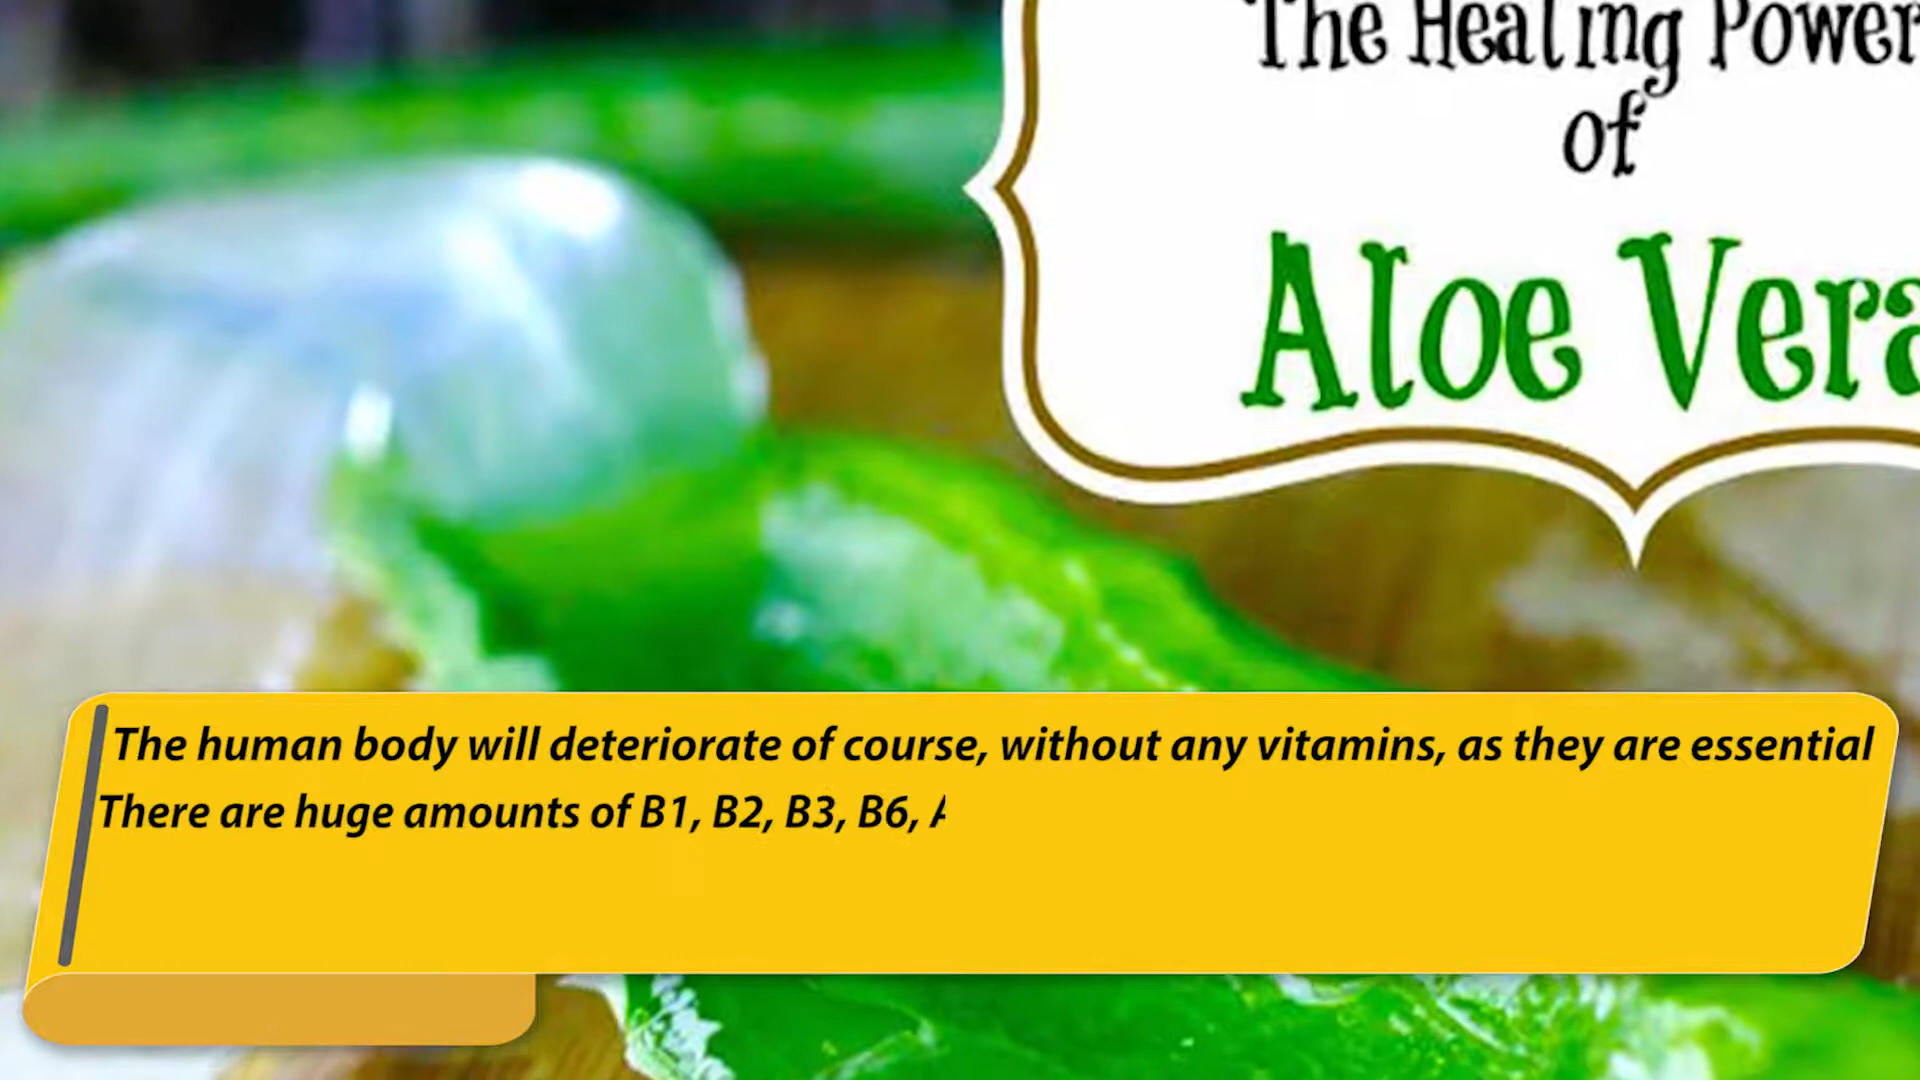 The Healing Power
of
Aloe Vera
The human body will deteriorate of course, without any vitamins, as they are essential
There are huge amounts of B1, B2, B3, B6,